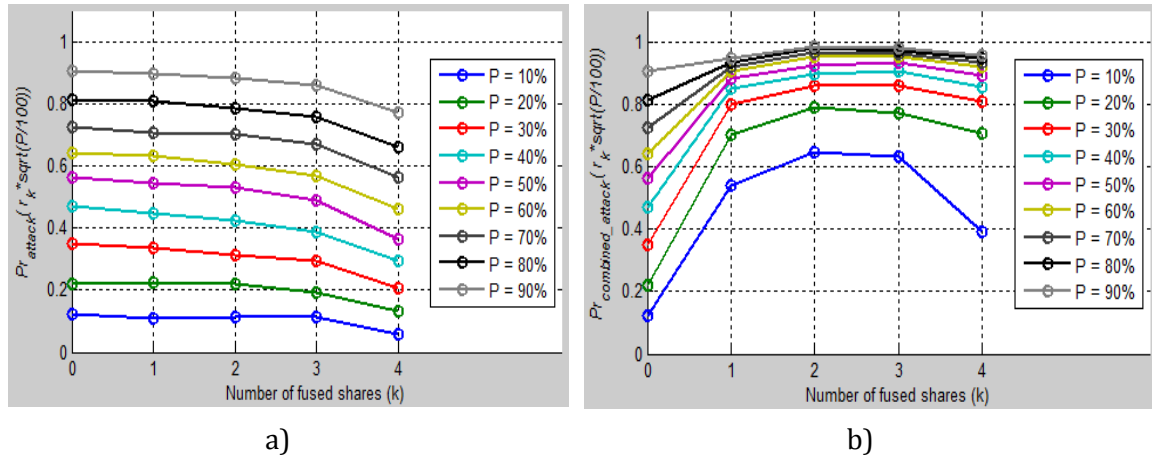 Pr_attack( r_k*sqrt(P/100))
1
0.8
0.6
0.4
0.2
0
0 1 2 3 4
Number of fused shares (k)
P = 10%
P = 20%
P = 30%
P = 40%
P = 50%
P = 60%
P = 70%
P = 80%
P = 90%
a)
Pr_combined_attack( r_k*sqrt(P/100))
1
0.8
0.6
0.4
0.2
0
0 1 2 3 4
Number of fused shares (k)
P = 10%
P = 20%
P = 30%
P = 40%
P = 50%
P = 60%
P = 70%
P = 80%
P = 90%
b)